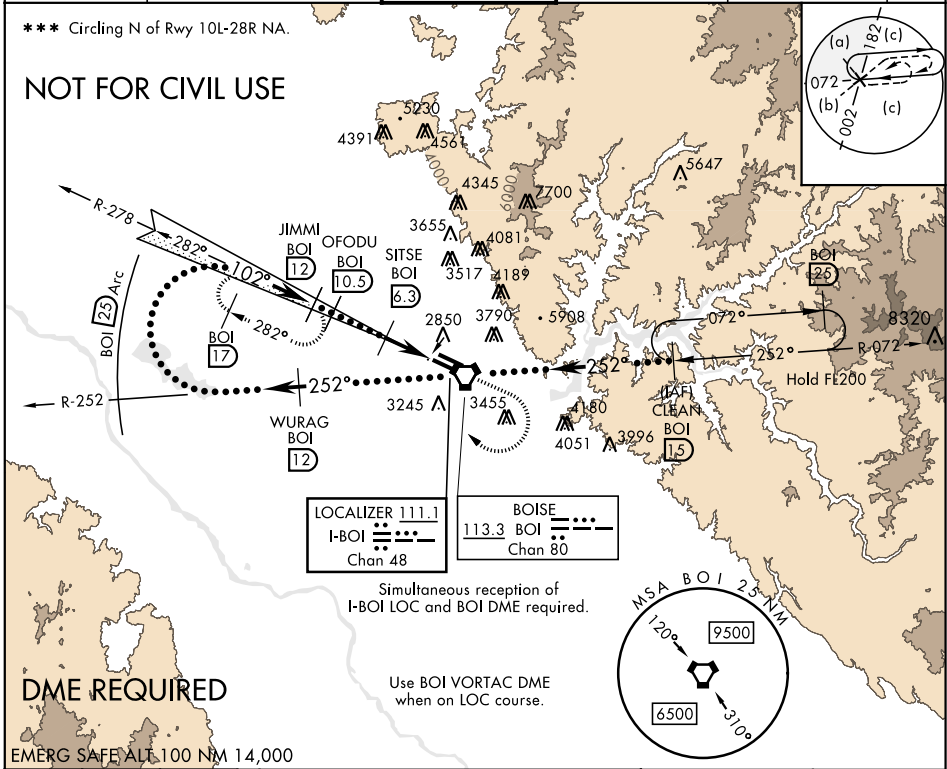 *** Circling N of Rwy 10L-28R NA.
NOT FOR CIVIL USE
(a)
182
(c)
072
(b)
(c)
002
5230
4391
4561
4000
4345
6000
7700
5647
R-278
282°
102°
JIMMI
BOI
12
OFODU
BOI
10.5
SITSE
BOI
6.3
3655
4081
3517
4189
BOI
25
BOI 25 Arc
282°
BOI
17
2850
3790
5908
072°
8320
252°
R-072
Hold FL200
252°
252°
R-252
WURAG
BOI
12
3245
3455
4180
4051
3996
(IAF)
CLEAN
BOI
15
LOCALIZER 111.1
I-BOI
Chan 48
BOISE
113.3 BOI
Chan 80
Simultaneous reception of
I-BOI LOC and BOI DME required.
MSA BOI 25 NM
120°
9500
6500
310°
DME REQUIRED
Use BOI VORTAC DME
when on LOC course.
EMERG SAFE ALT 100 NM 14,000